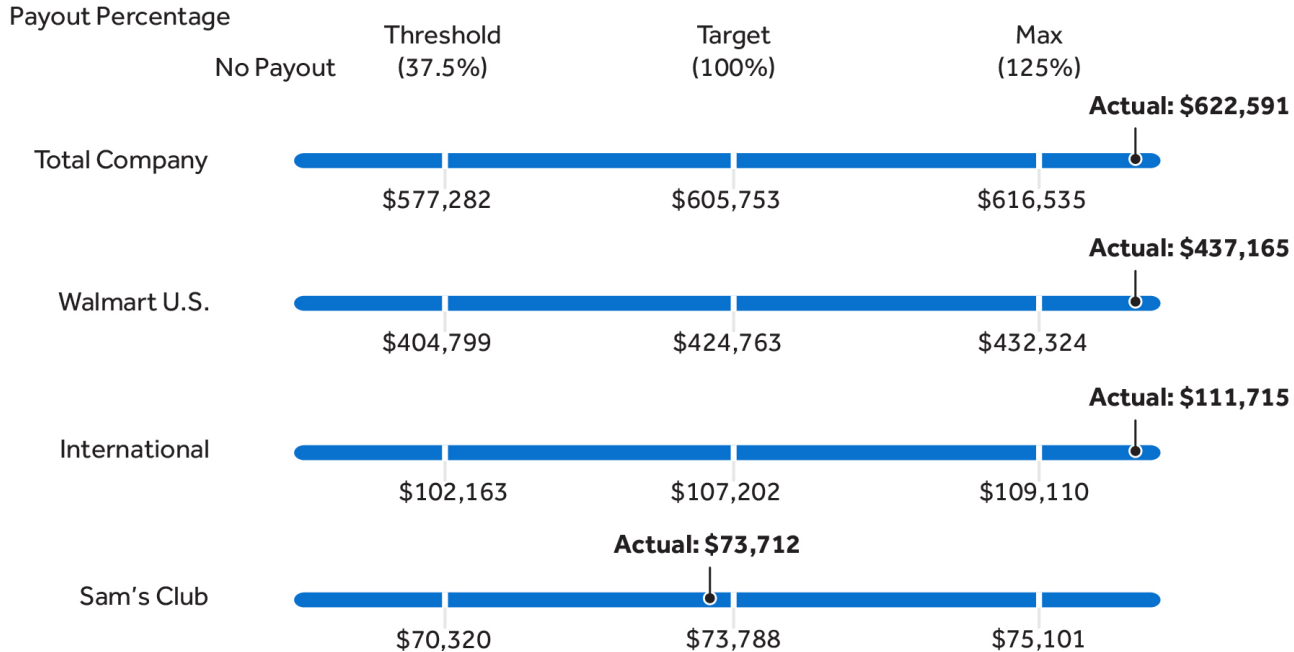 Payout Percentage
Threshold Target Max
No Payout (37.5%) (100%) (125%)
Actual: $622,591
Total Company
$577,282 $605,753 $616,535
Actual: $437,165
Walmart U.S.
$404,799 $424,763 $432,324
Actual: $111,715
International
$102,163 $107,202 $109,110
Actual: $73,712
Sam's Club
$70,320 $73,788 $75,101